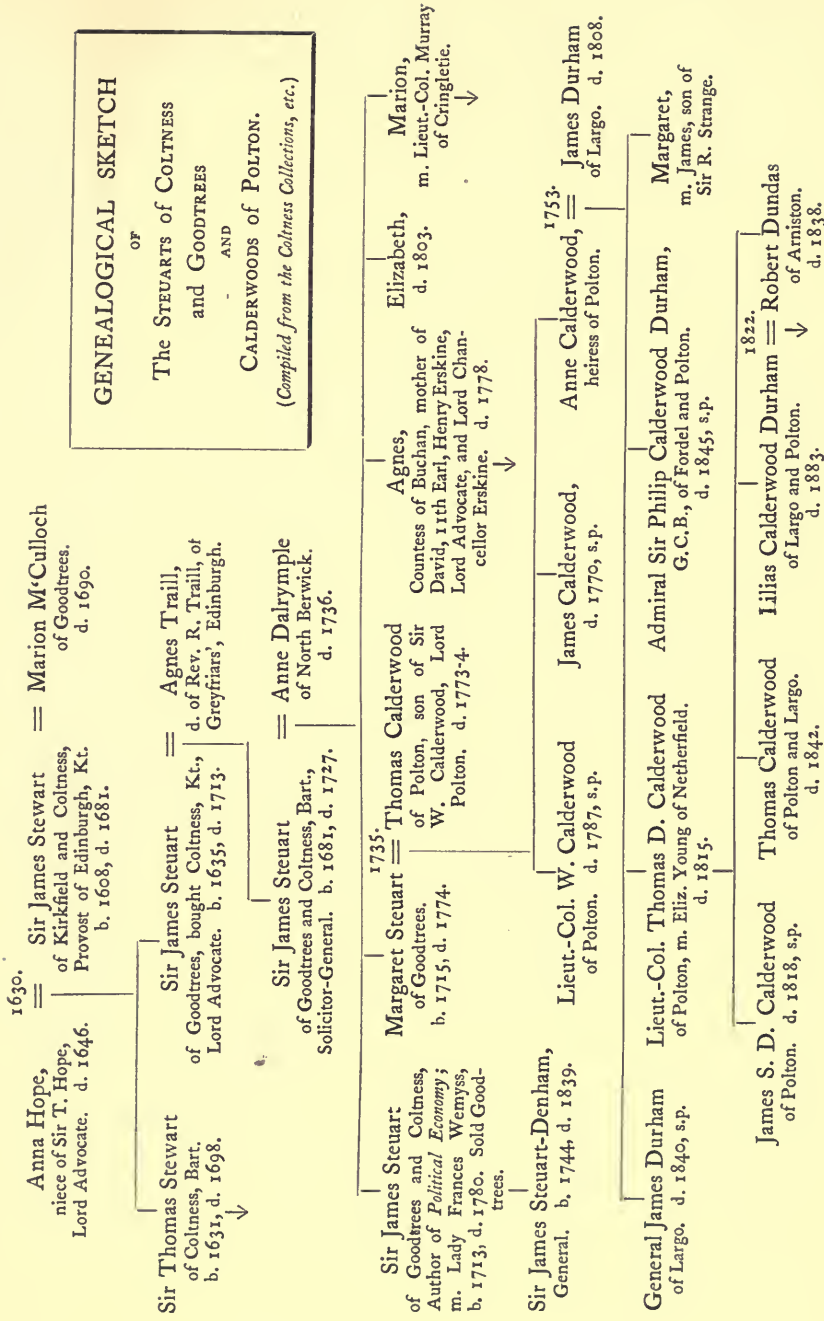 GENEALOGICAL SKETCH
OF
The STEUARTS OF COLTNESS
and GOODTREES
- AND
CALDERWOODS OF POLTON.
(Compiled from the Coltness Collections, etc.)
1630.
Anna Hope,
niece of Sir T. Hope,
Lord Advocate. d. 1646.
=
Sir James Stewart
of Kirkfield and Coltness,
Provost of Edinburgh, Kt.
b. 1608, d. 1681.
= Marion M‘Culloch
of Goodtrees.
d. 1690.
Sir Thomas Stewart
of Coltness, Bart.
b. 1631, d. 1698.
↓
Sir James Steuart
of Goodtrees, bought Coltness, Kt.,
Lord Advocate. b. 1635, d. 1713.
= Agnes Traill,
d. of Rev. R. Traill, of
Greyfriars', Edinburgh.
Sir James Steuart
of Goodtrees and Coltness, Bart.,
Solicitor-General. b. 1681, d. 1727.
= Anne Dalrymple
of North Berwick.
d. 1736.
Sir James Steuart
of Goodtrees and Coltness,
Author of Political Economy;
m. Lady Frances Wemyss,
b. 1713, d. 1780. Sold Good-
trees.
1735.
Margaret Steuart
of Goodtrees.
b. 1715, d. 1774.
= Thomas Calderwood
of Polton, son of Sir
W. Calderwood, Lord
Polton. d. 1773-4.
Agnes,
Countess of Buchan, mother of
David, 11th Earl, Henry Erskine,
Lord Advocate, and Lord Chan-
cellor Erskine. d. 1778.
↓
Elizabeth,
d. 1803.
Marion,
m. Lieut.-Col. Murray
of Cringletie.
↓
Sir James Steuart-Denham,
General. b. 1744, d. 1839.
Lieut.-Col. W. Calderwood
of Polton. d. 1787, s.p.
James Calderwood,
d. 1770, s.p.
1753.
Anne Calderwood,
heiress of Polton.
= James Durham
of Largo. d. 1808.
General James Durham
of Largo. d. 1840, s.p.
Lieut.-Col. Thomas D. Calderwood
of Polton, m. Eliz. Young of Netherfield.
d. 1815.
Admiral Sir Philip Calderwood Durham,
G.C.B., of Fordel and Polton.
d. 1845, s.p.
Margaret,
m. James, son of
Sir R. Strange.
James S. D. Calderwood
of Polton. d. 1818, s.p.
Thomas Calderwood
of Polton and Largo.
d. 1842.
1822.
Lilias Calderwood Durham
of Largo and Polton.
d. 1883.
= Robert Dundas
of Arniston.
d. 1838.
↓